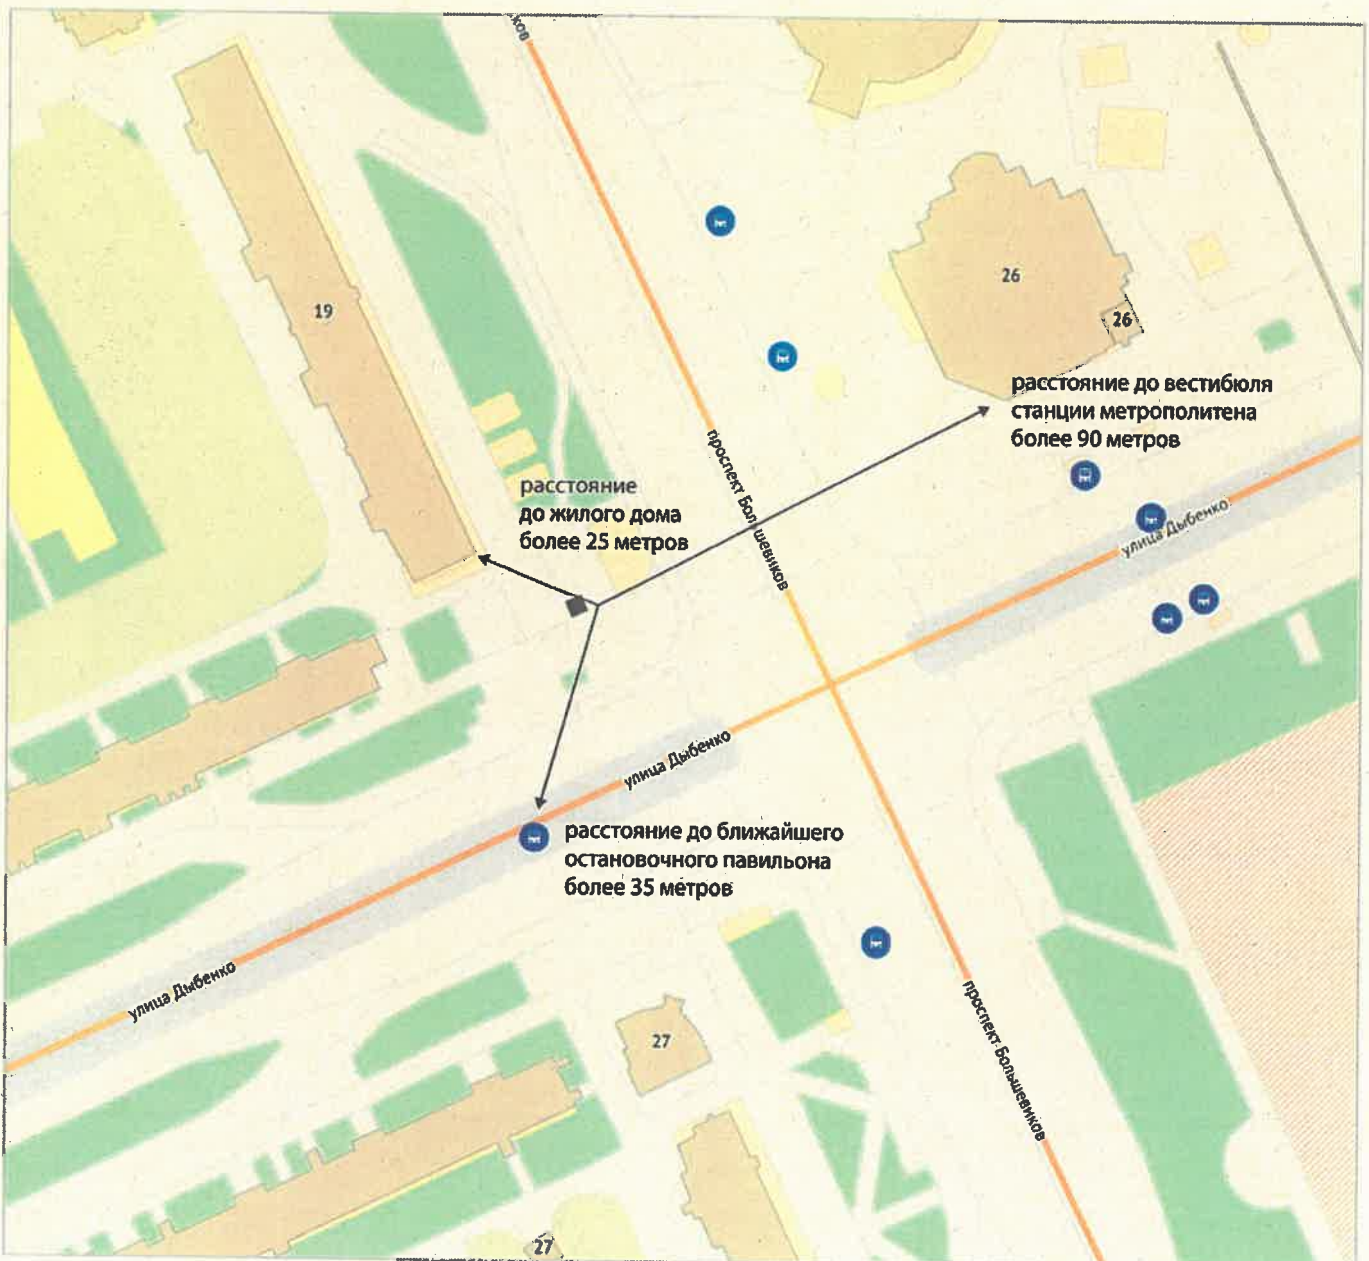 ков
19
26
26
расстояние до вестибюля
станции метрополитена
более 90 метров
проспект Большевиков
расстояние
до жилого дома
более 25 метров
улица Дыбенко
улица Дыбенко
расстояние до ближайшего
остановочного павильона
более 35 метров
улица Дыбенко
проспект Большевиков
27
27